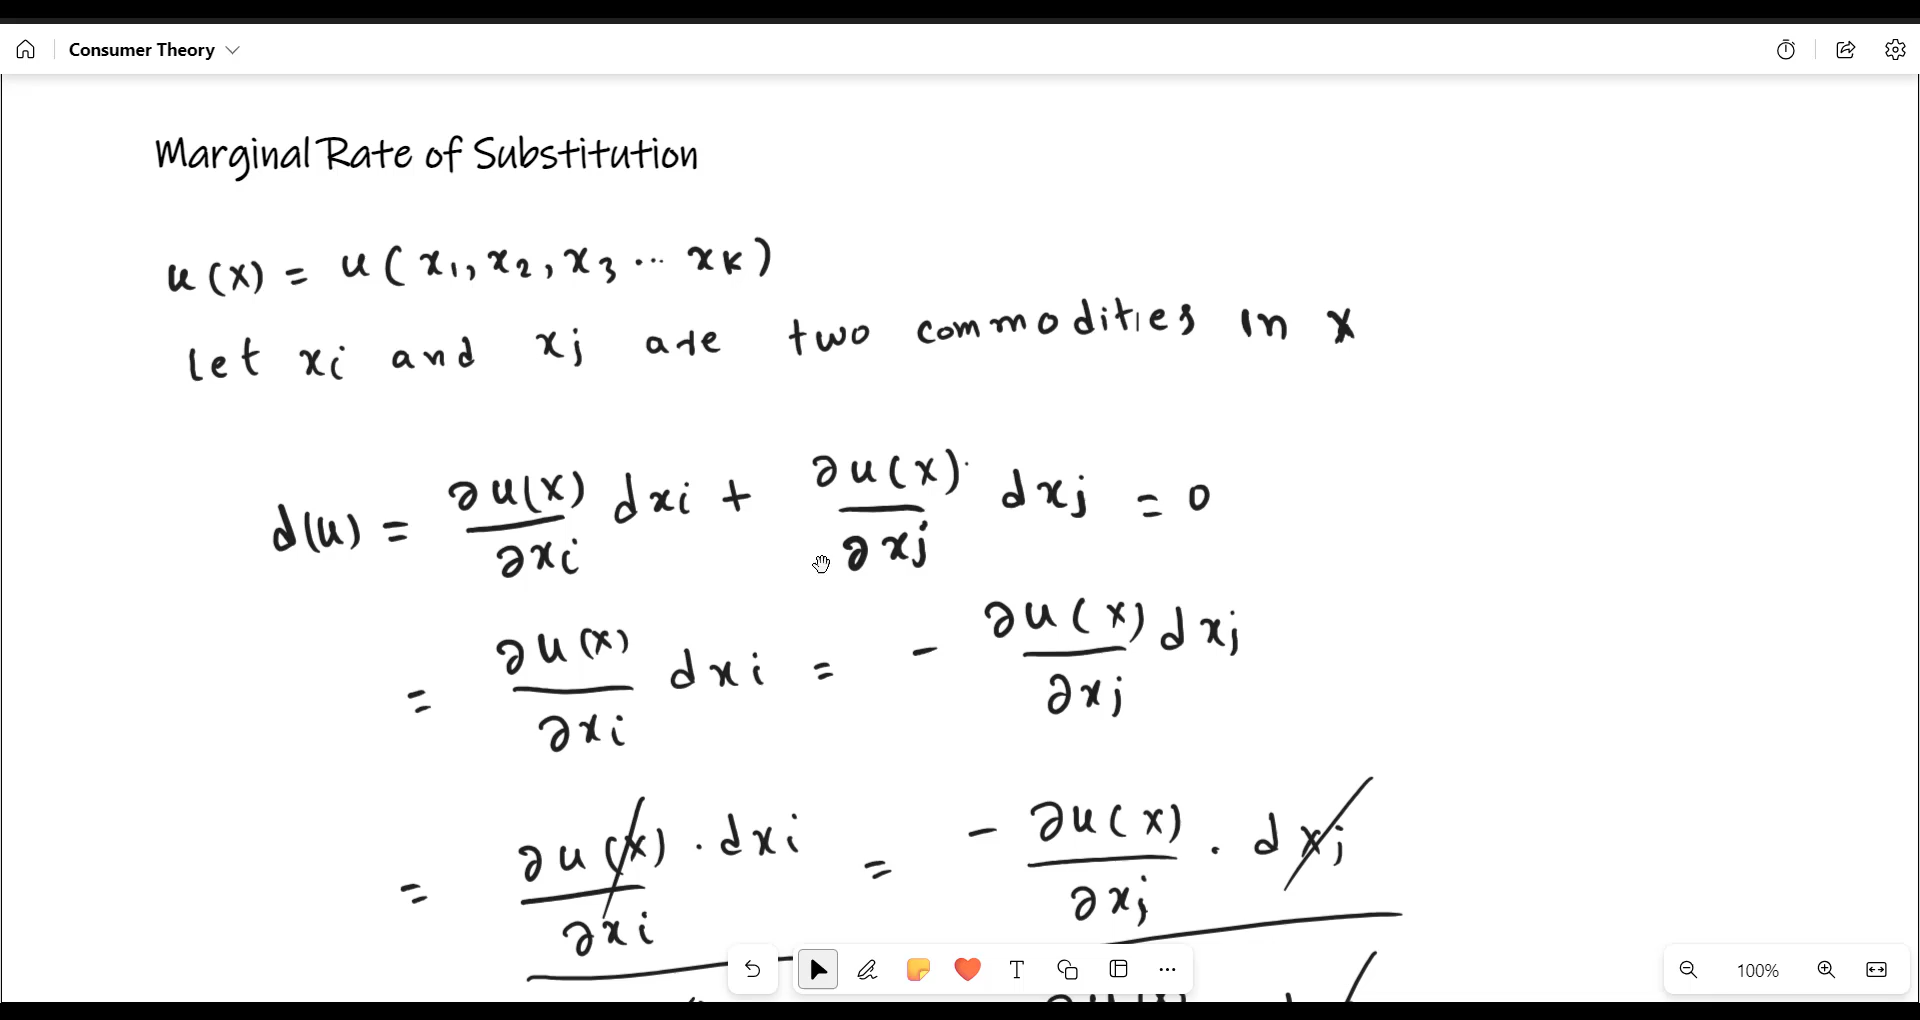 Consumer Theory
Marginal Rate of Substitution
u(x) = u(x₁, x₂, x₃ ... xₖ)
Let xi and xj are two commodities in x
d(u) = ∂u(x)/∂xi dxi + ∂u(x)/∂xj dxj = 0
= ∂u(x)/∂xi dxi = - ∂u(x)/∂xj dxj
= ∂u(x)/∂xi · dxi = - ∂u(x)/∂xj · dxj
100%